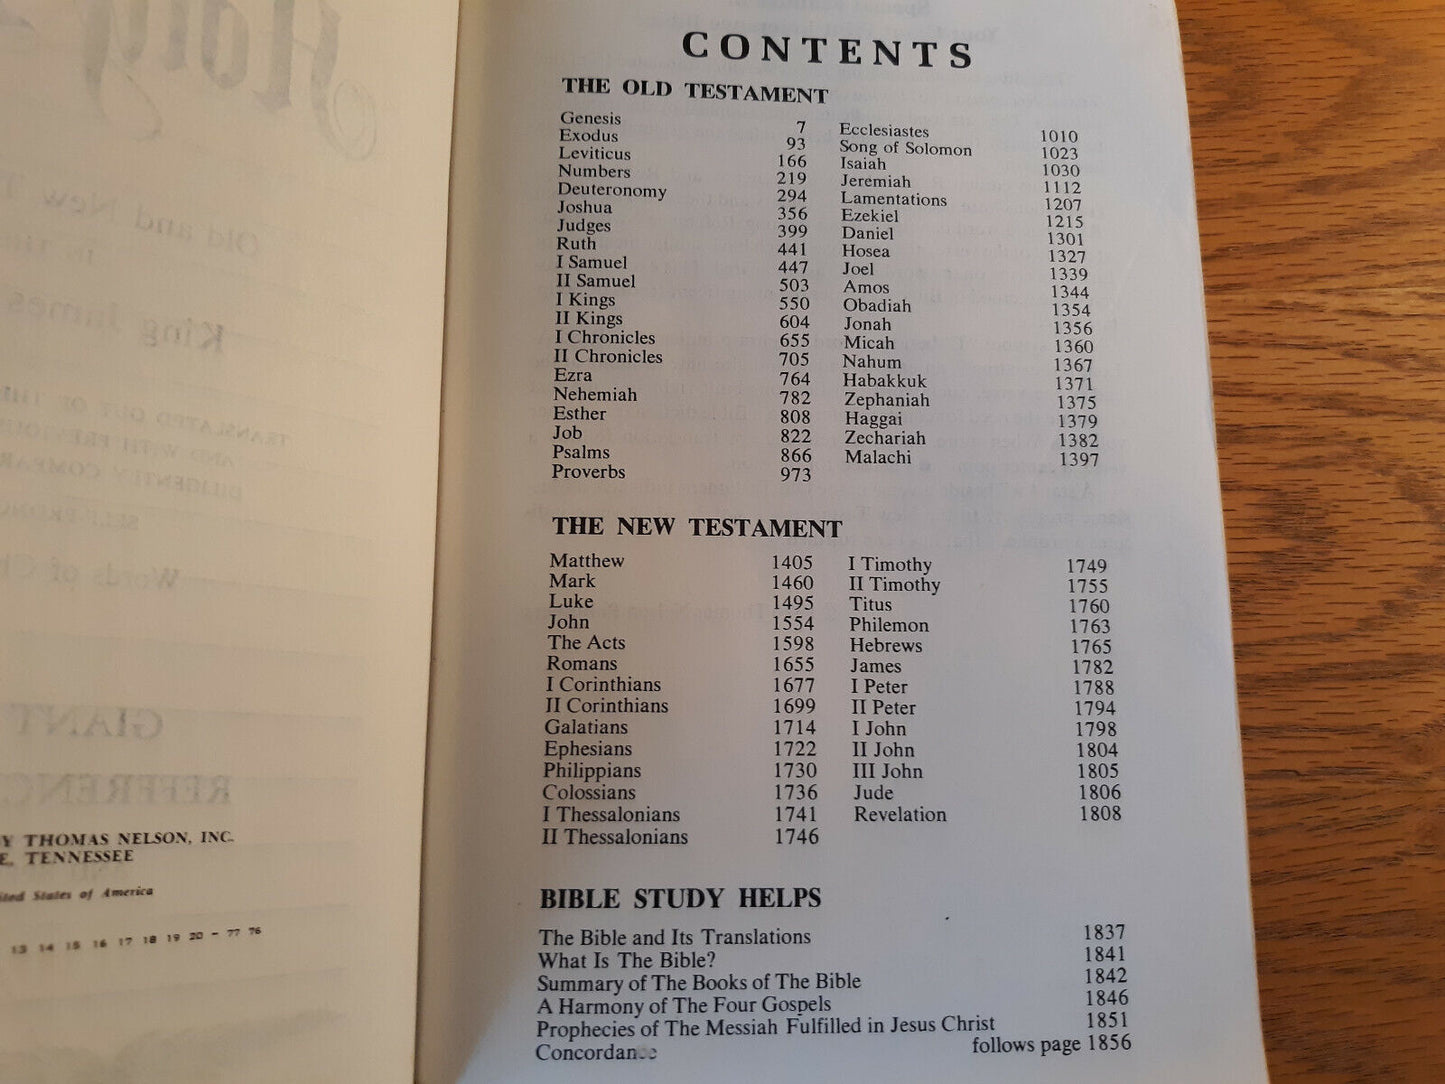 CONTENTS
THE OLD TESTAMENT
Genesis 7
Exodus 93
Leviticus 166
Numbers 219
Deuteronomy 294
Joshua 356
Judges 399
Ruth 441
I Samuel 447
II Samuel 503
I Kings 550
II Kings 604
I Chronicles 655
II Chronicles 705
Ezra 764
Nehemiah 782
Esther 808
Job 822
Psalms 866
Proverbs 973
Ecclesiastes 1010
Song of Solomon 1023
Isaiah 1030
Jeremiah 1112
Lamentations 1207
Ezekiel 1215
Daniel 1301
Hosea 1327
Joel 1339
Amos 1344
Obadiah 1354
Jonah 1356
Micah 1360
Nahum 1367
Habakkuk 1371
Zephaniah 1375
Haggai 1379
Zechariah 1382
Malachi 1397
THE NEW TESTAMENT
Matthew 1405
Mark 1460
Luke 1495
John 1554
The Acts 1598
Romans 1655
I Corinthians 1677
II Corinthians 1699
Galatians 1714
Ephesians 1722
Philippians 1730
Colossians 1736
I Thessalonians 1741
II Thessalonians 1746
I Timothy 1749
II Timothy 1755
Titus 1760
Philemon 1763
Hebrews 1765
James 1782
I Peter 1788
II Peter 1794
I John 1798
II John 1804
III John 1805
Jude 1806
Revelation 1808
BIBLE STUDY HELPS
The Bible and Its Translations 1837
What Is The Bible? 1841
Summary of The Books of The Bible 1842
A Harmony of The Four Gospels 1846
Prophecies of The Messiah Fulfilled in Jesus Christ 1851
Concordance follows page 1856
Y THOMAS NELSON, INC.
E, TENNESSEE
ited States of America
13 14 15 16 17 18 19 20 – 77 76